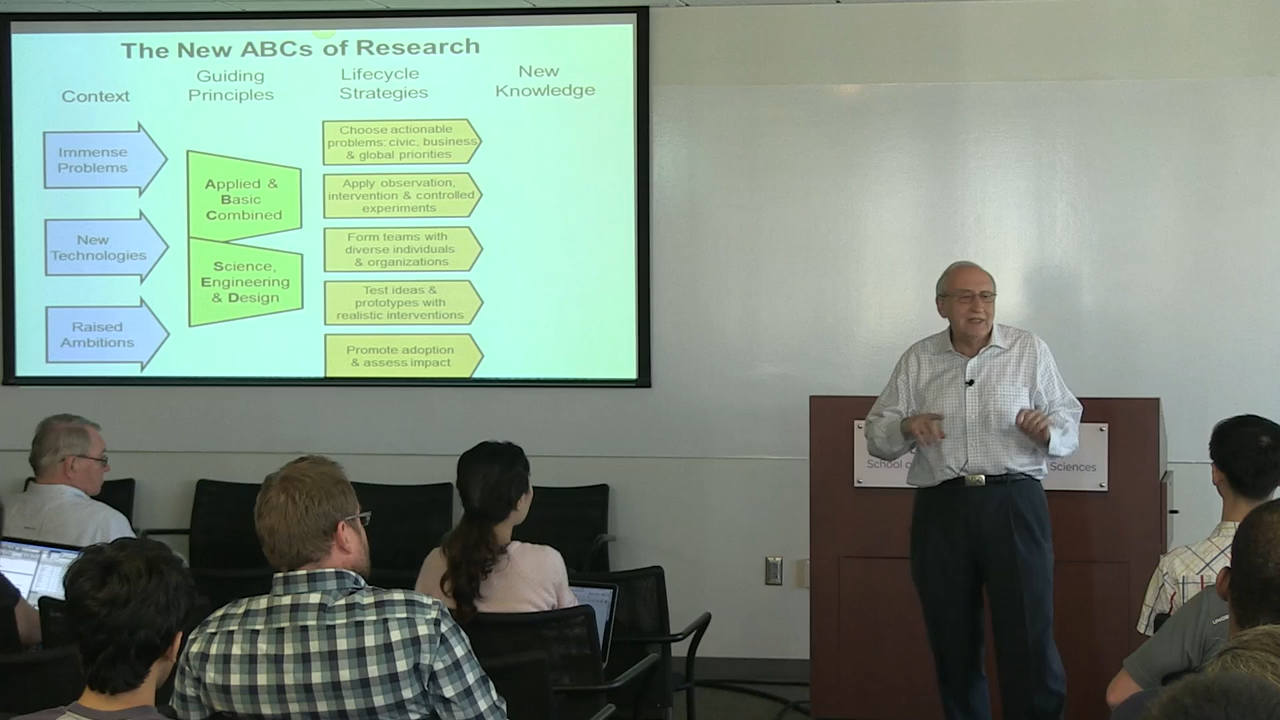 The New ABCs of Research
Context
Guiding
Principles
Lifecycle
Strategies
New
Knowledge
Immense
Problems
New
Technologies
Raised
Ambitions
Applied &
Basic
Combined
Science,
Engineering
& Design
Choose actionable
problems: civic, business
& global priorities
Apply observation,
intervention & controlled
experiments
Form teams with
diverse individuals
& organizations
Test ideas &
prototypes with
realistic interventions
Promote adoption
& assess impact
School
Sciences